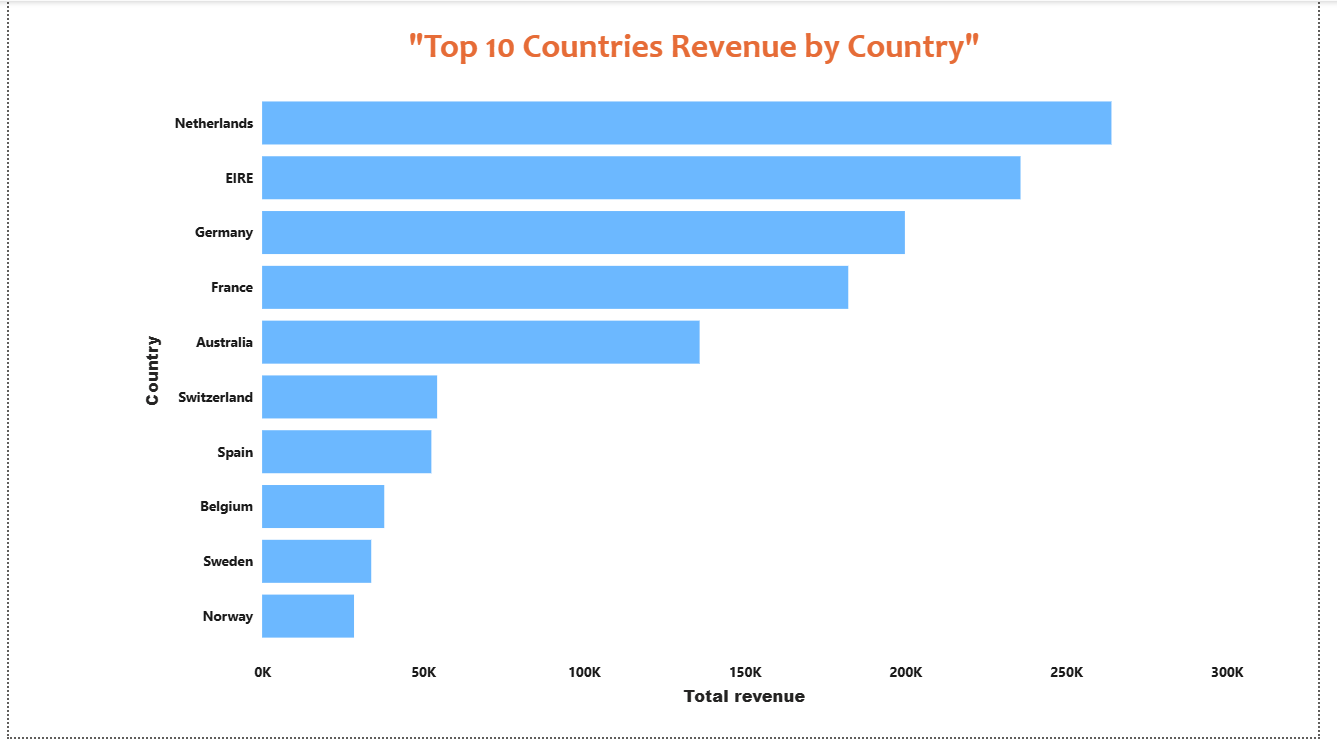 "Top 10 Countries Revenue by Country"
Netherlands
EIRE
Germany
France
Australia
Switzerland
Spain
Belgium
Sweden
Norway
Country
0K 50K 100K 150K 200K 250K 300K
Total revenue